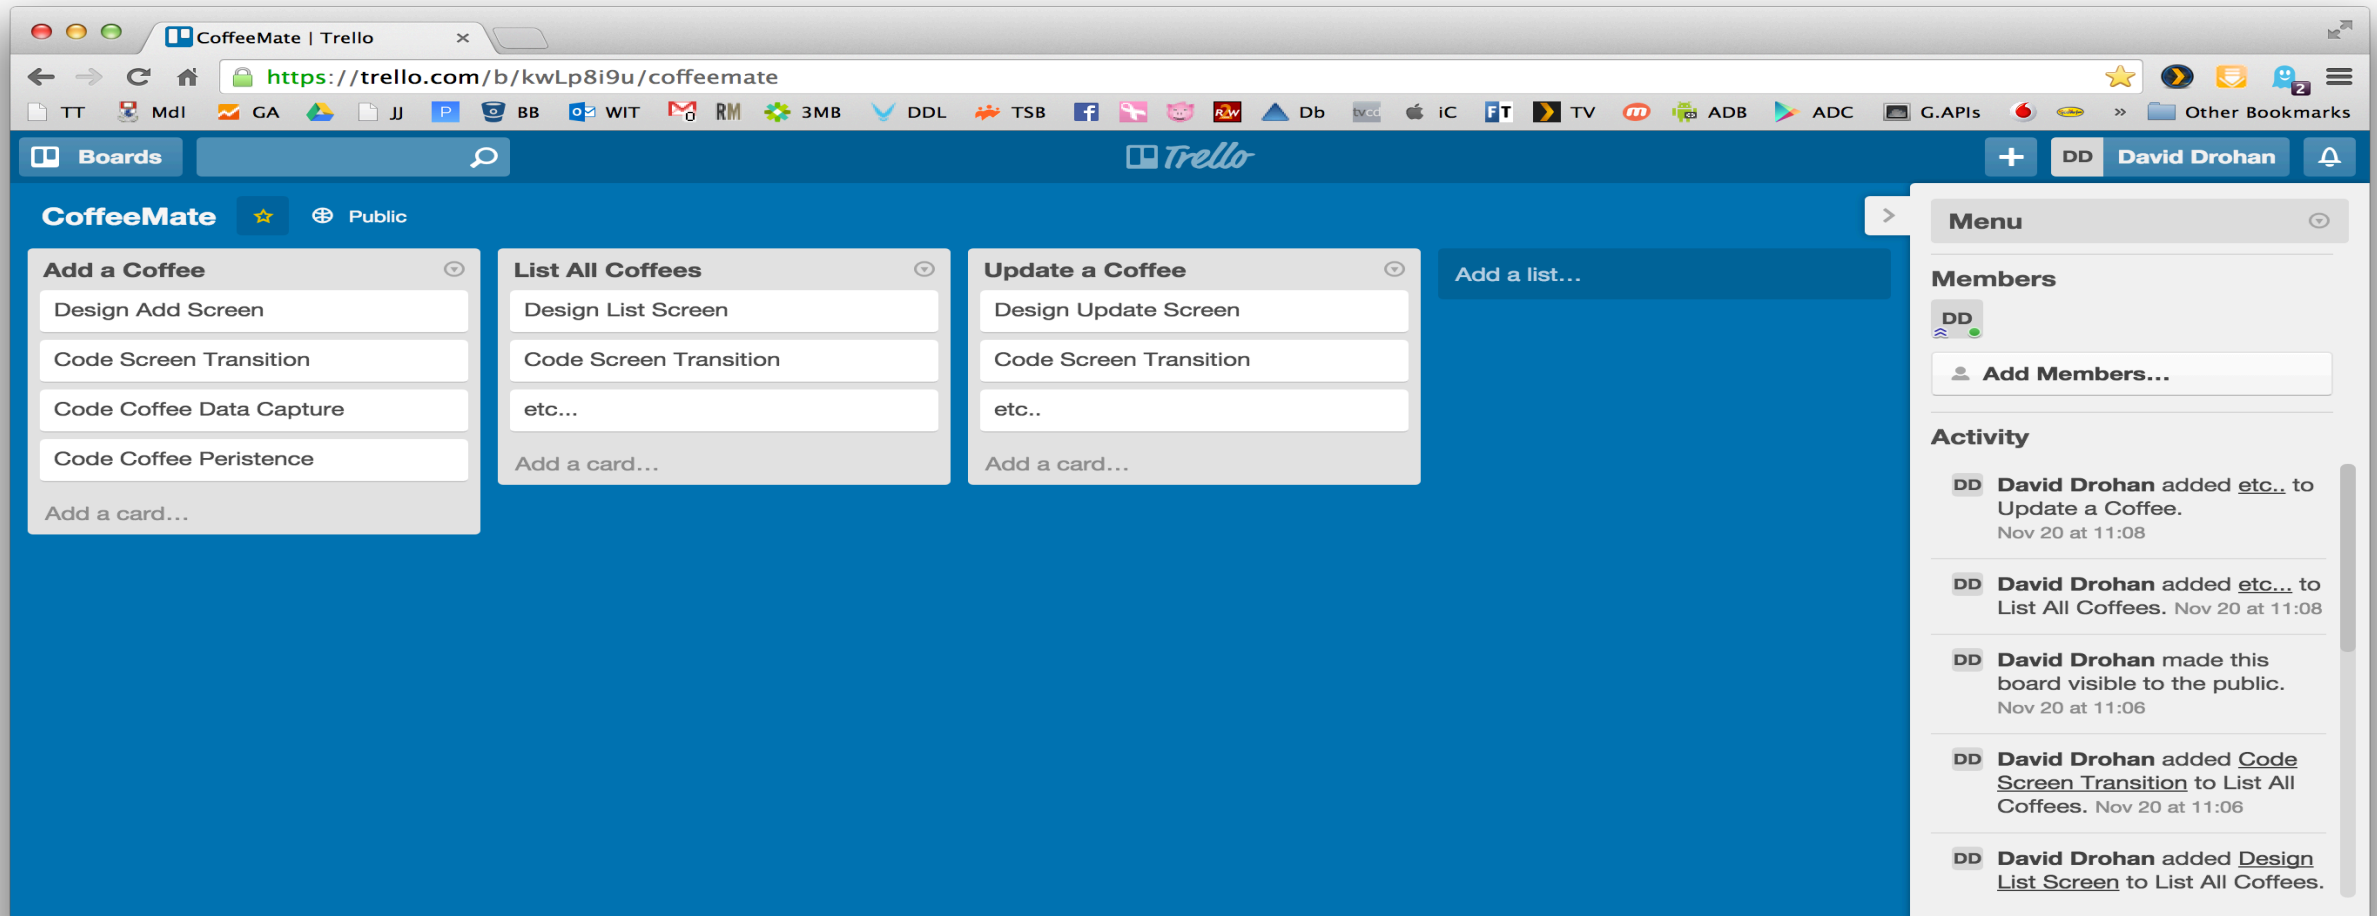 CoffeeMate | Trello
https://trello.com/b/kwLp8i9u/coffeemate
2
TT Mdl GA JJ P BB WIT RM 3MB DDL TSB R2W Db tvcd iC FT TV ADB ADC G.APIs » Other Bookmarks
Boards
Trello
DD David Drohan
CoffeeMate Public
Add a Coffee
Design Add Screen
Code Screen Transition
Code Coffee Data Capture
Code Coffee Peristence
Add a card...
List All Coffees
Design List Screen
Code Screen Transition
etc...
Add a card...
Update a Coffee
Design Update Screen
Code Screen Transition
etc..
Add a card...
Add a list...
Menu
Members
DD
Add Members...
Activity
DD David Drohan added etc.. to
Update a Coffee.
Nov 20 at 11:08
DD David Drohan added etc... to
List All Coffees. Nov 20 at 11:08
DD David Drohan made this
board visible to the public.
Nov 20 at 11:06
DD David Drohan added Code
Screen Transition to List All
Coffees. Nov 20 at 11:06
DD David Drohan added Design
List Screen to List All Coffees.